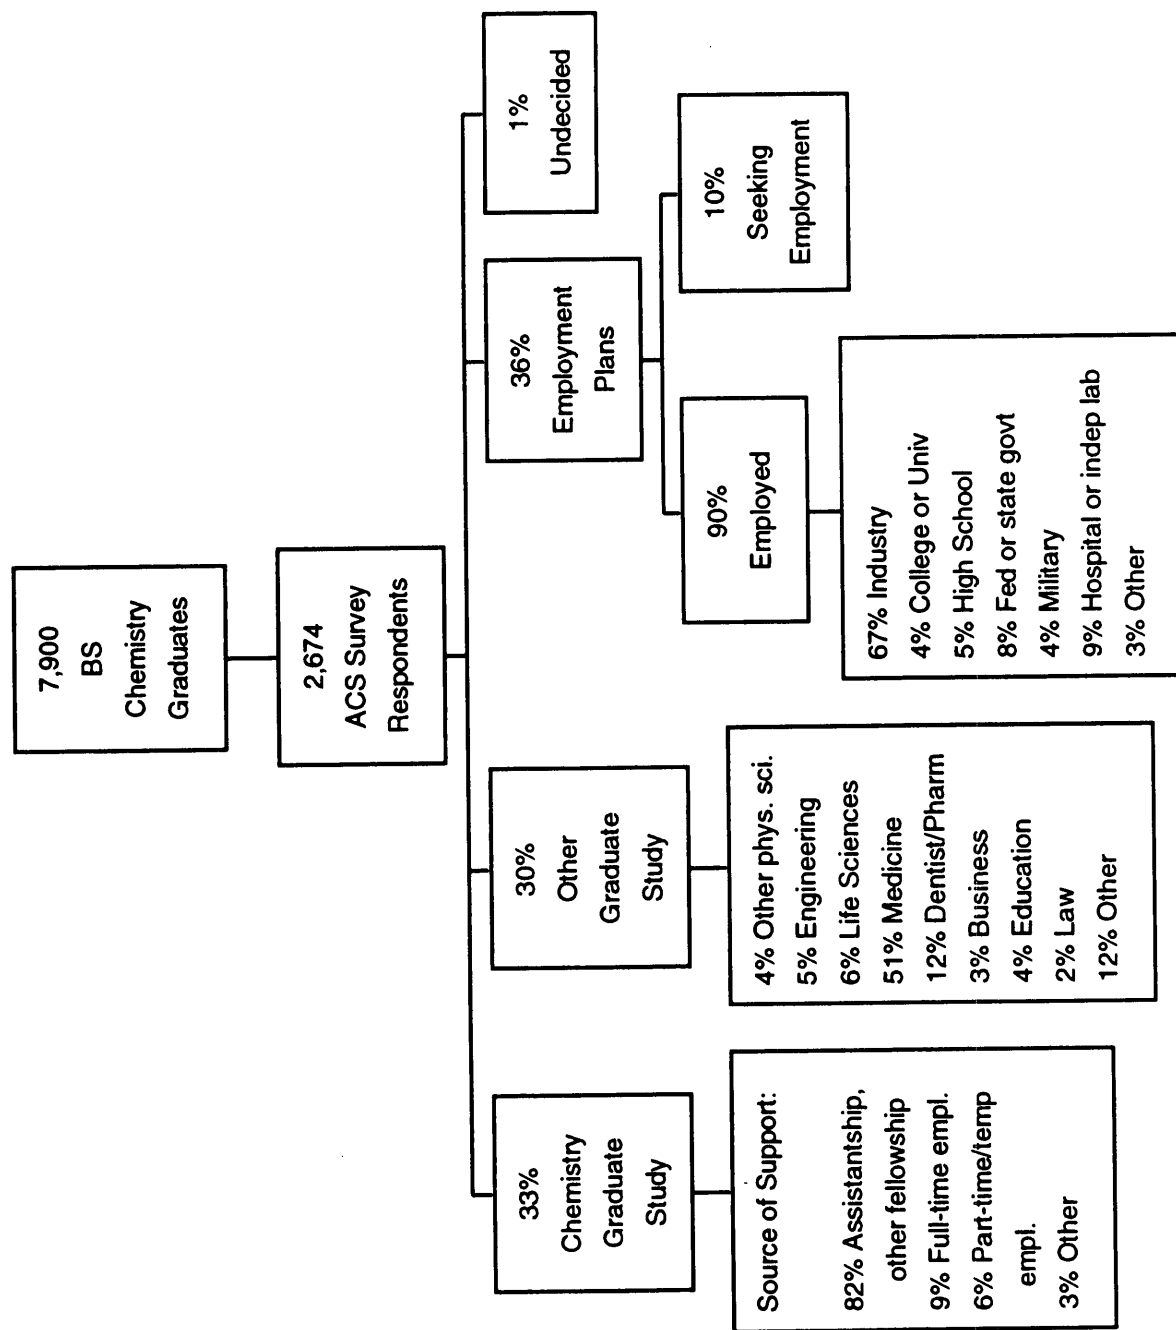 7,900
BS
Chemistry
Graduates
2,674
ACS Survey
Respondents
33%
Chemistry
Graduate
Study
30%
Other
Graduate
Study
36%
Employment
Plans
1%
Undecided
90%
Employed
10%
Seeking
Employment
Source of Support:
82% Assistantship,
other fellowship
9% Full-time empl.
6% Part-time/temp
empl.
3% Other
4% Other phys. sci.
5% Engineering
6% Life Sciences
51% Medicine
12% Dentist/Pharm
3% Business
4% Education
2% Law
12% Other
67% Industry
4% College or Univ
5% High School
8% Fed or state govt
4% Military
9% Hospital or indep lab
3% Other